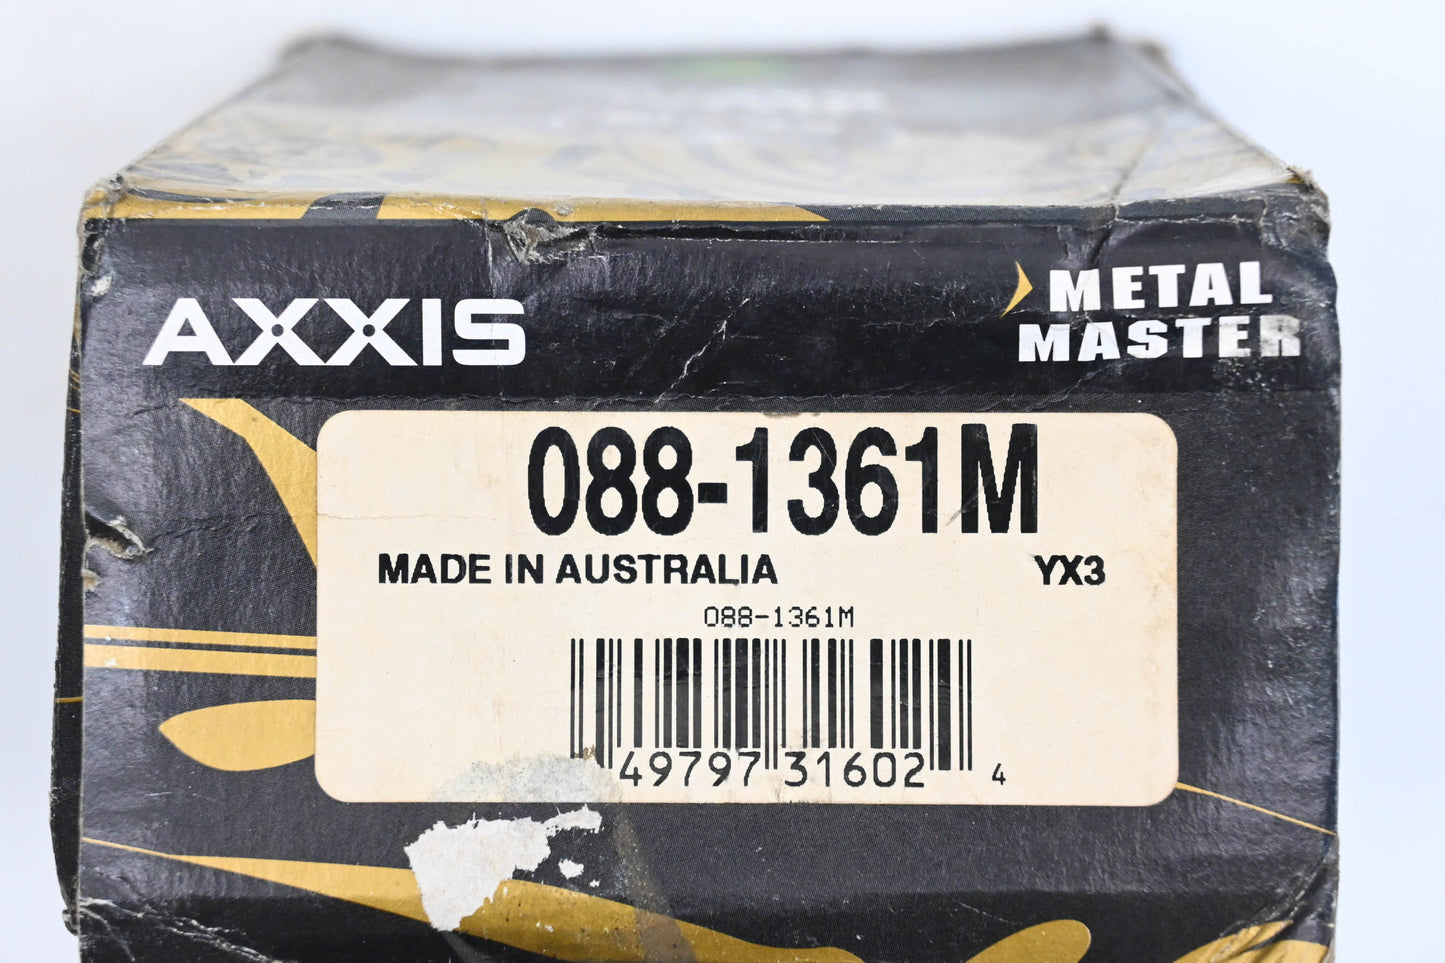 AXXIS
METAL
MASTER
088-1361M
MADE IN AUSTRALIA YX3
088-1361M
49797 31602 4